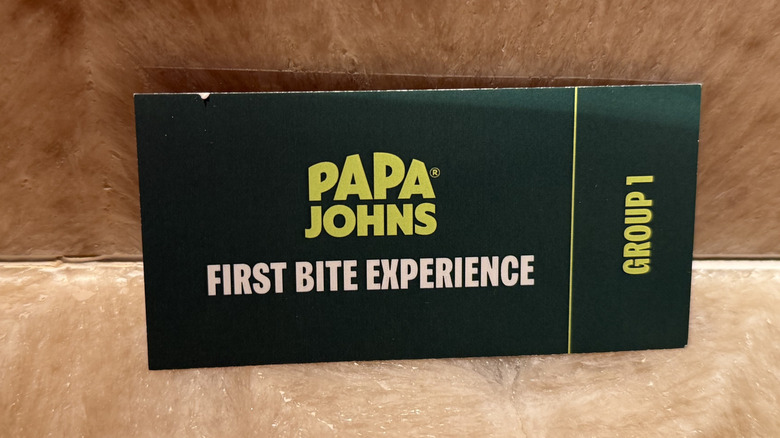 PAPA®
JOHNS
FIRST BITE EXPERIENCE
GROUP 1